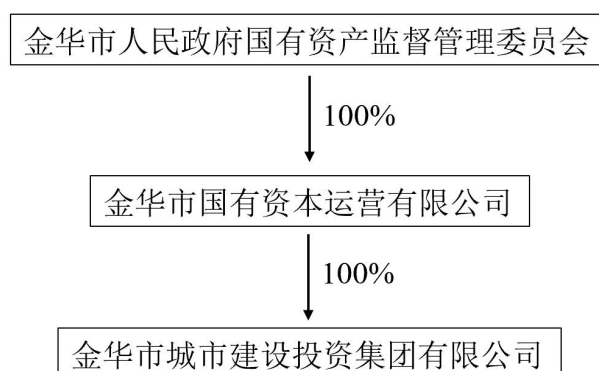 金华市人民政府国有资产监督管理委员会
100%
金华市国有资本运营有限公司
100%
金华市城市建设投资集团有限公司